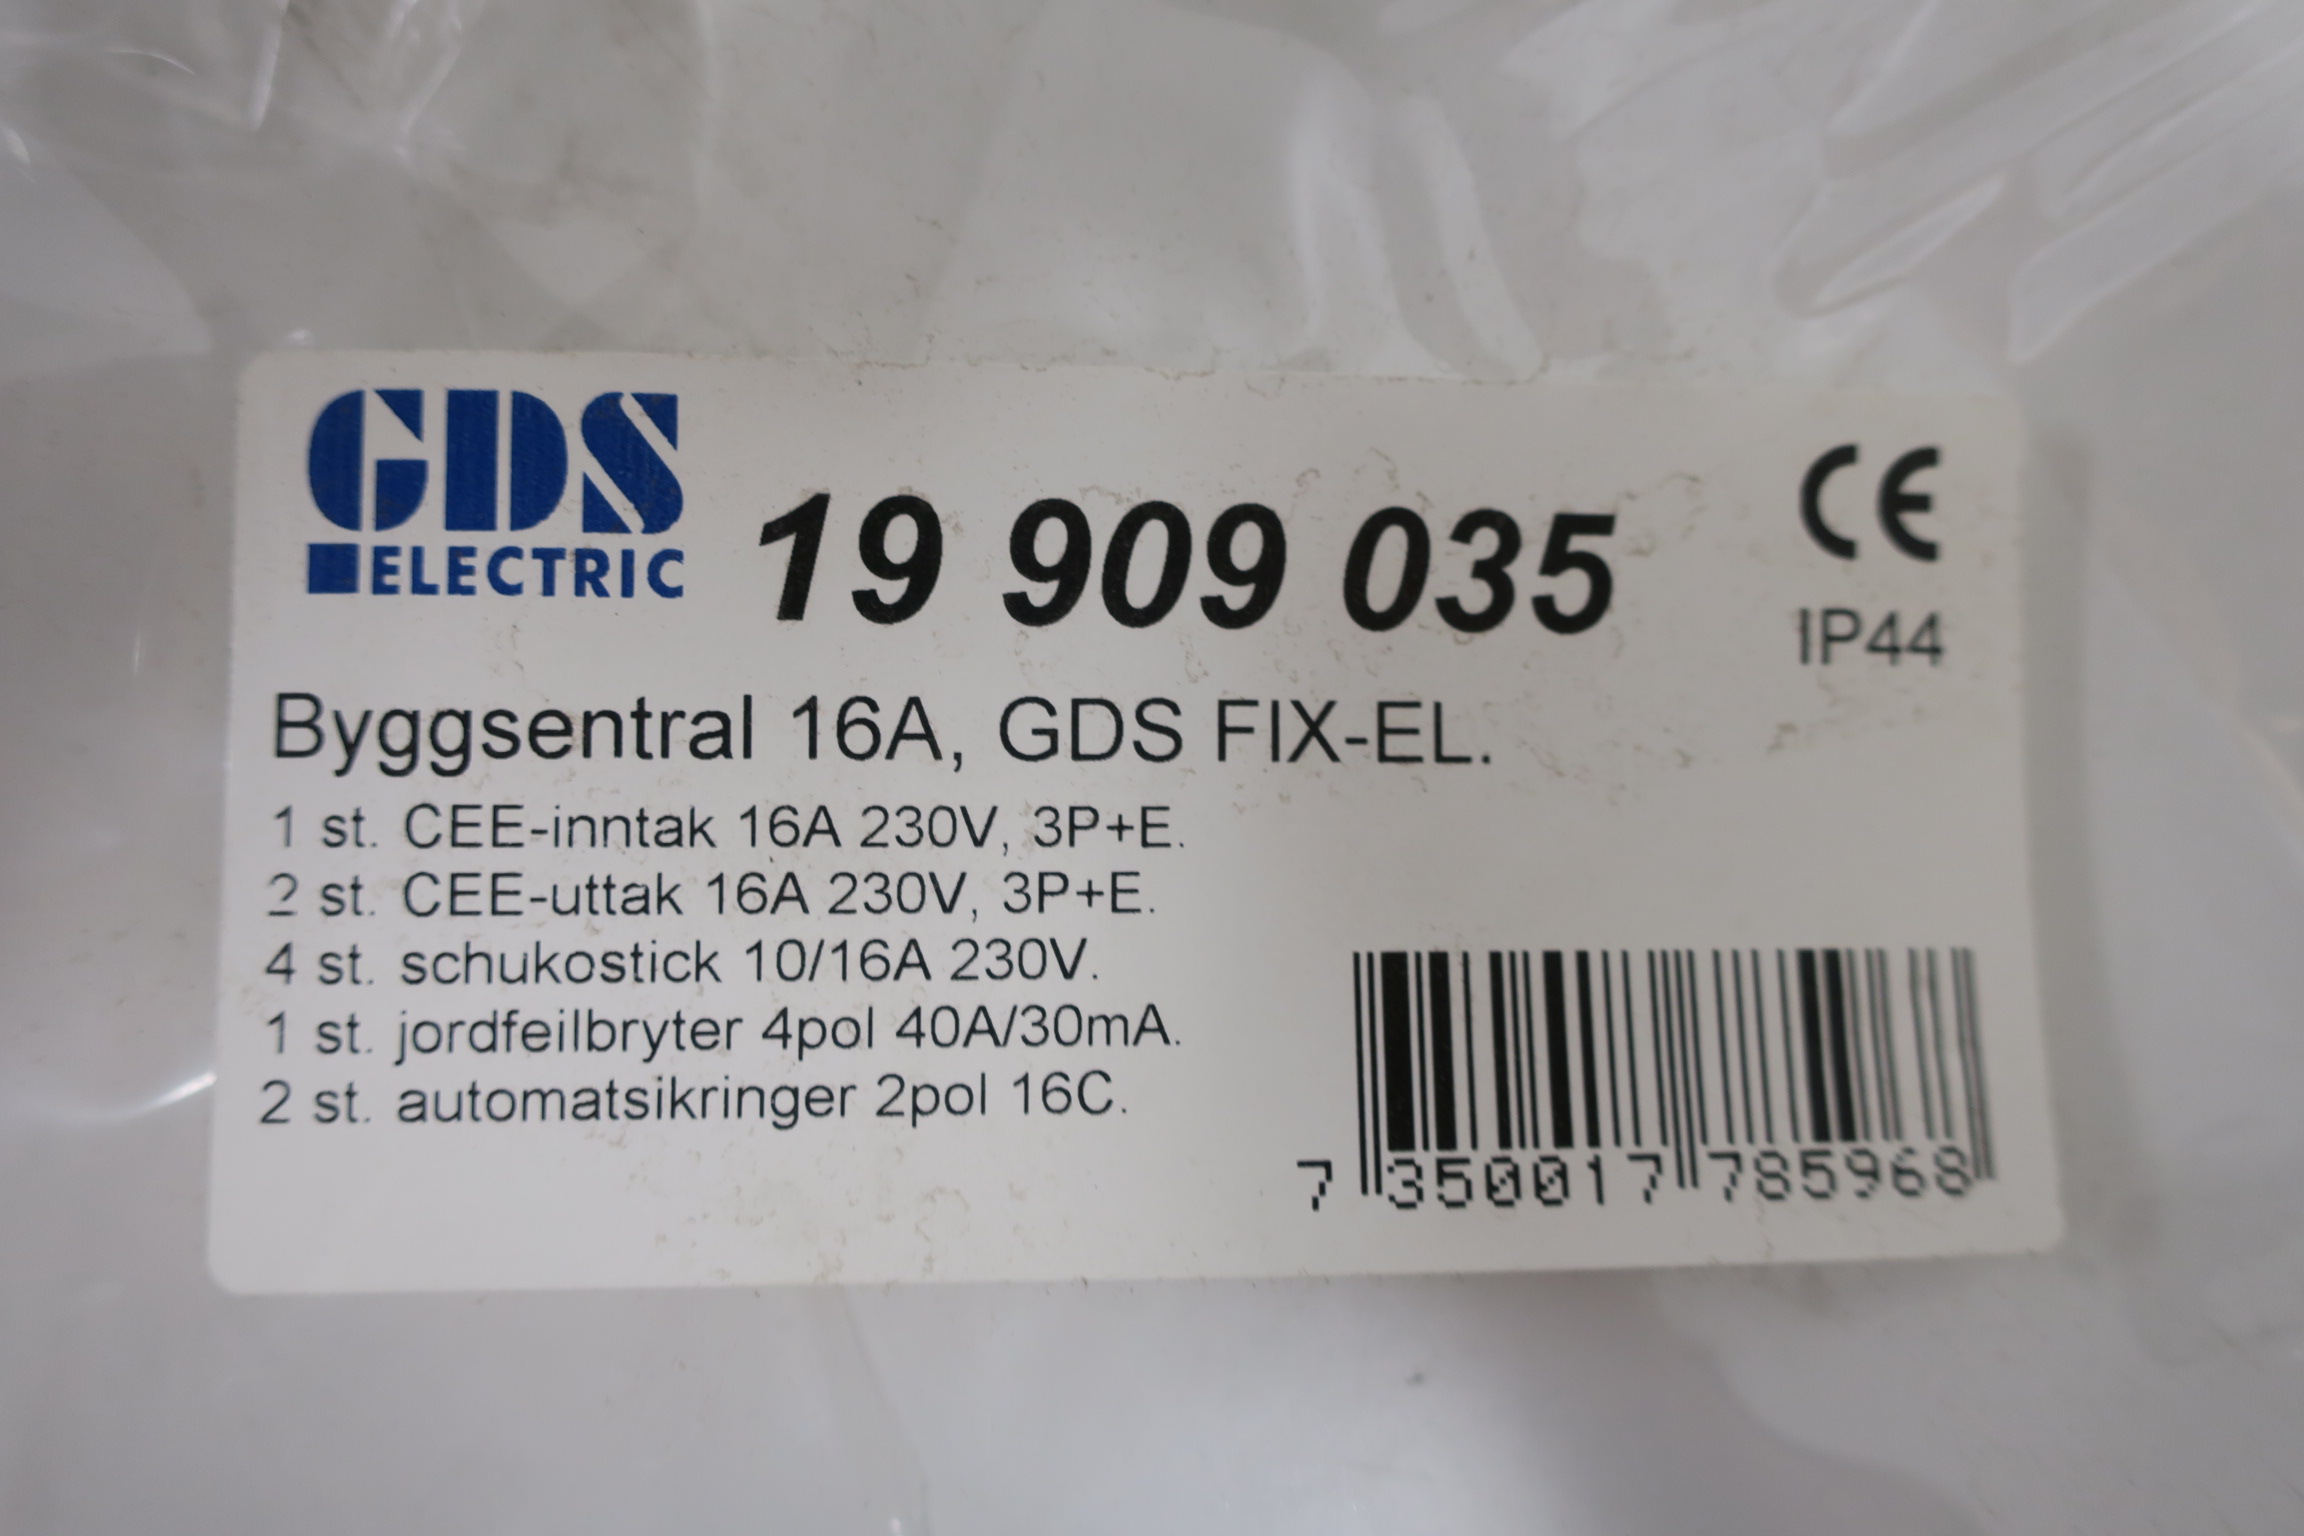 GDS
ELECTRIC
19 909 035
CE
IP44
Byggsentral 16A, GDS FIX-EL.
1 st. CEE-inntak 16A 230V, 3P+E.
2 st. CEE-uttak 16A 230V, 3P+E.
4 st. schukostick 10/16A 230V.
1 st. jordfeilbryter 4pol 40A/30mA.
2 st. automatsikringer 2pol 16C.
7 350017 785968